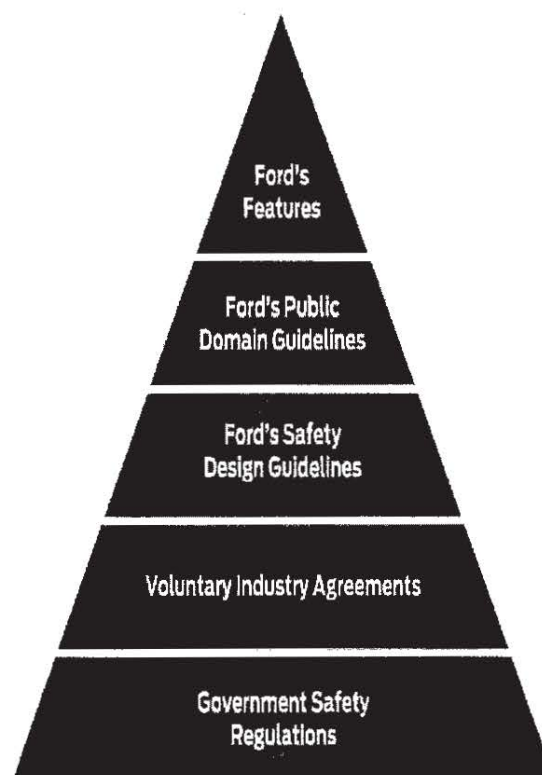 Ford's
Features
Ford's Public
Domain Guidelines
Ford's Safety
Design Guidelines
Voluntary Industry Agreements
Government Safety
Regulations